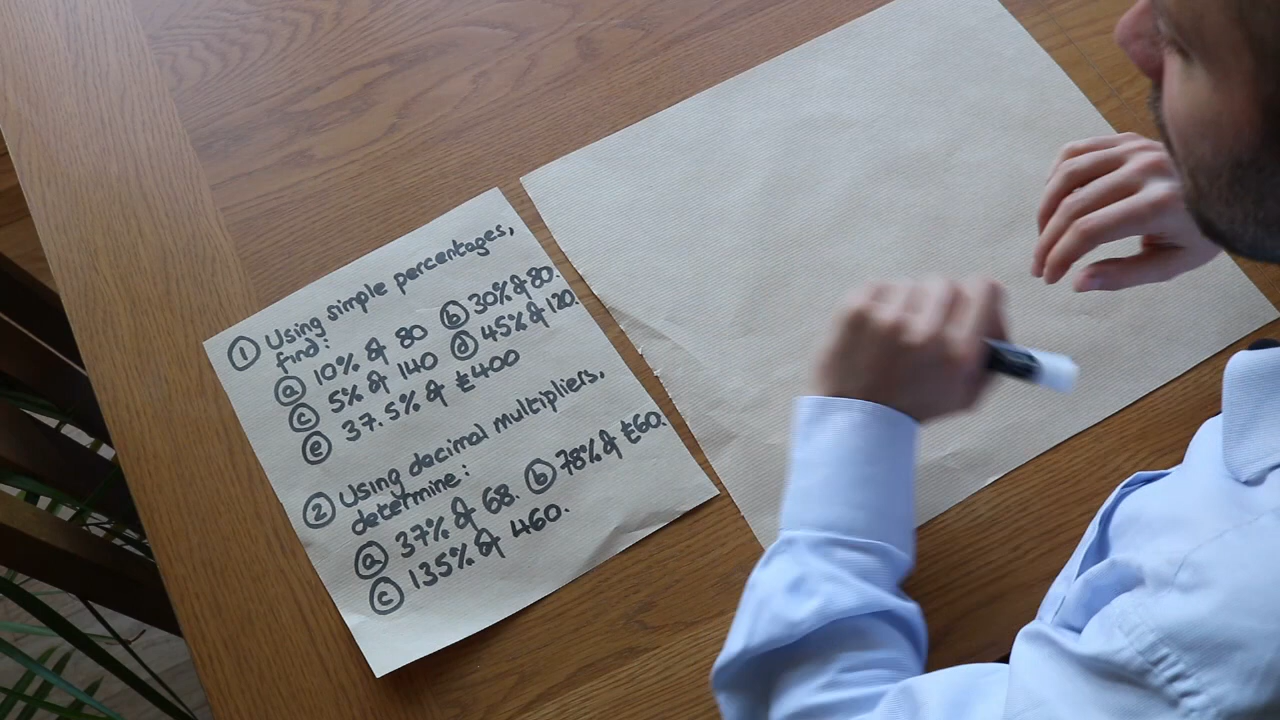 ① Using simple percentages,
find:
ⓐ 10% of 80 ⓑ 30% of 80.
ⓒ 5% of 140 ⓓ 45% of 120.
ⓔ 37.5% of £400
② Using decimal multipliers,
determine:
ⓐ 37% of 68. ⓑ 78% of £60.
ⓒ 135% of 460.